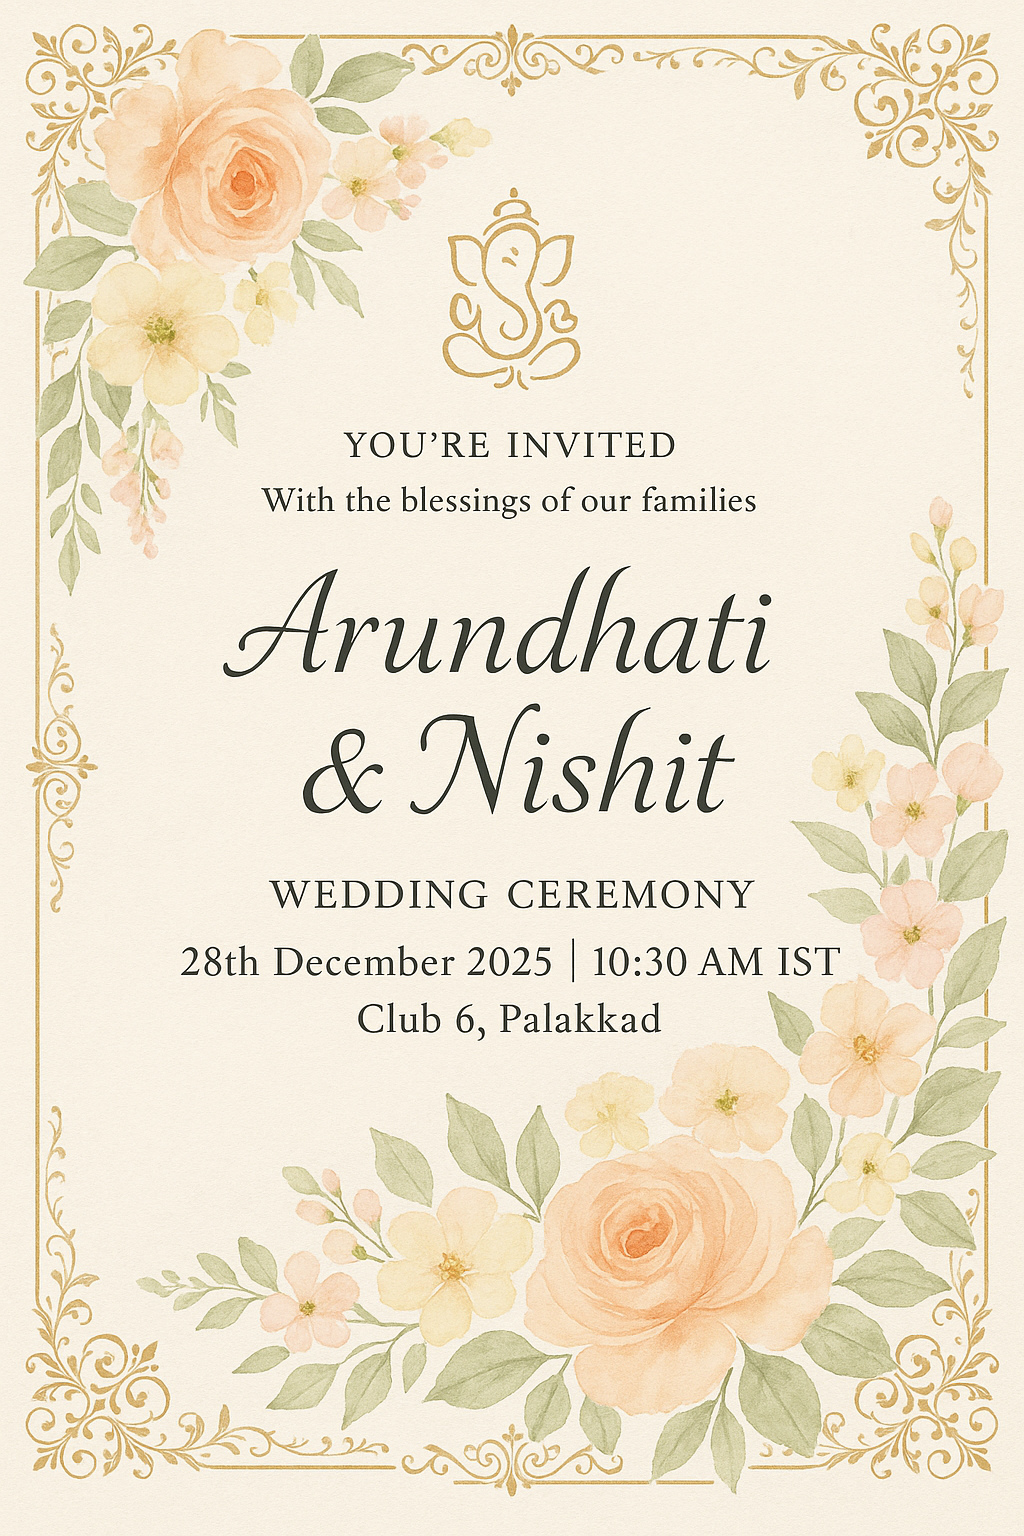 YOU’RE INVITED
With the blessings of our families
Arundhati
& Nishit
WEDDING CEREMONY
28th December 2025 | 10:30 AM IST
Club 6, Palakkad